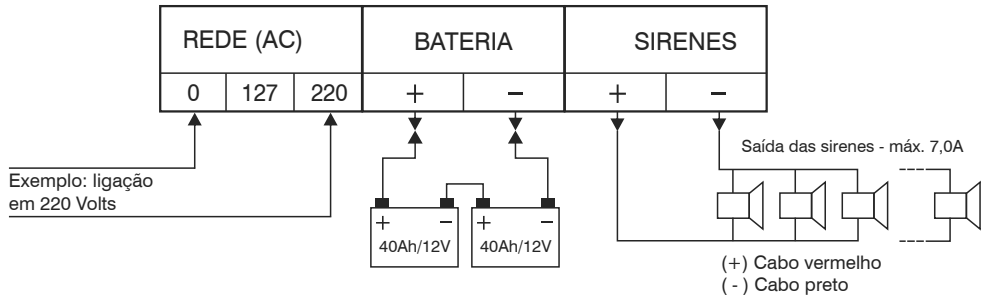 REDE (AC) BATERIA SIRENES
0 127 220 + − + −
Saída das sirenes - máx. 7,0A
Exemplo: ligação
em 220 Volts
+ − + −
40Ah/12V 40Ah/12V
(+) Cabo vermelho
( - ) Cabo preto